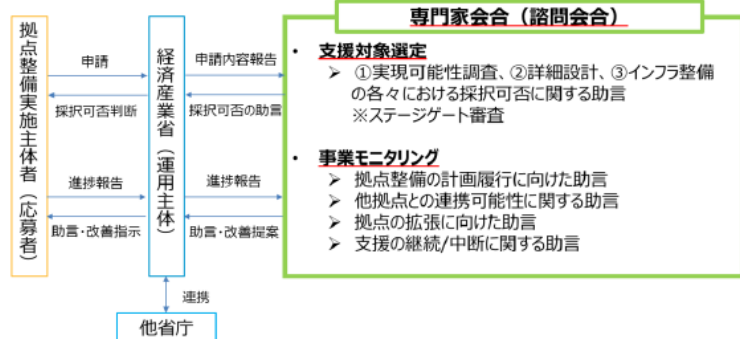 専門家会合（諮問会合）
拠点整備実施主体者（応募者）
経済産業省（運用主体）
申請
採択可否判断
進捗報告
助言・改善指示
申請内容報告
採択可否の助言
進捗報告
助言・改善提案
・ 支援対象選定
➢ ①実現可能性調査、②詳細設計、③インフラ整備
の各々における採択可否に関する助言
※ステージゲート審査
・ 事業モニタリング
➢ 拠点整備の計画履行に向けた助言
➢ 他拠点との連携可能性に関する助言
➢ 拠点の拡張に向けた助言
➢ 支援の継続/中断に関する助言
連携
他省庁